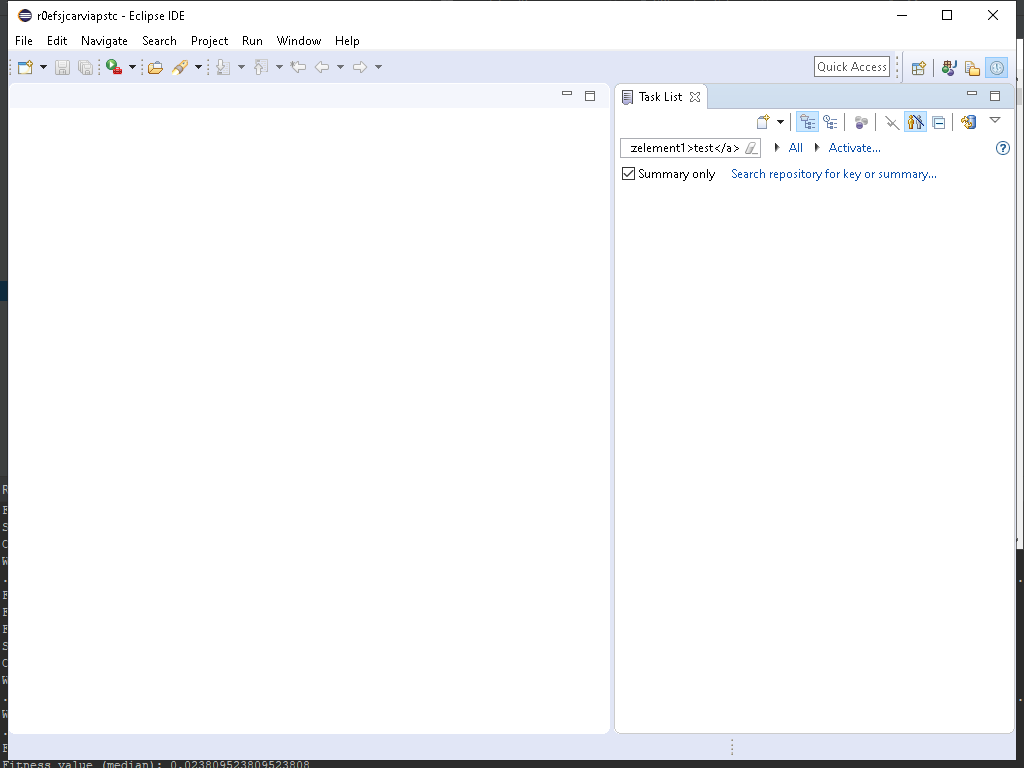 r0efsjcarviapstc - Eclipse IDE
File Edit Navigate Search Project Run Window Help
Quick Access
Task List
zelement1>test</a> All Activate...
Summary only Search repository for key or summary...
R
E
S
C
W
.
E
E
E
S
C
W
.
W
.
E
Fitness value (median): 0.023809523809523808